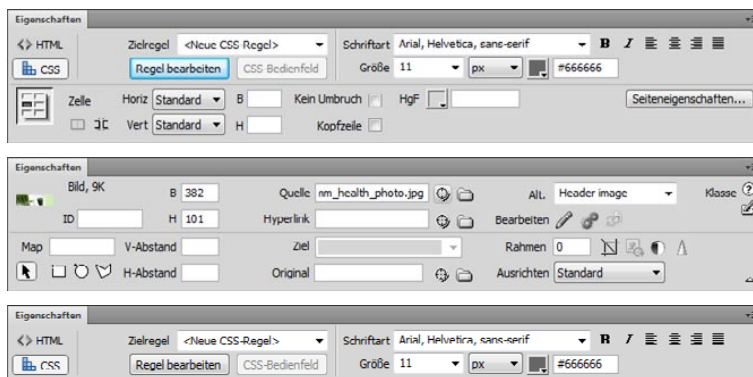 Eigenschaften
<> HTML Zielregel <Neue CSS-Regel> Schriftart Arial, Helvetica, sans-serif B I
CSS Regel bearbeiten CSS-Bedienfeld Größe 11 px #666666
Zelle Horiz Standard B Kein Umbruch HgF Seiteneigenschaften...
Vert Standard H Kopfzeile
Eigenschaften
Bild, 9K B 382 Quelle nm_health_photo.jpg Alt. Header image Klasse ?
ID H 101 Hyperlink Bearbeiten
Map V-Abstand Ziel Rahmen 0
H-Abstand Original Ausrichten Standard
Eigenschaften
<> HTML Zielregel <Neue CSS-Regel> Schriftart Arial, Helvetica, sans-serif B I
CSS Regel bearbeiten CSS-Bedienfeld Größe 11 px #666666